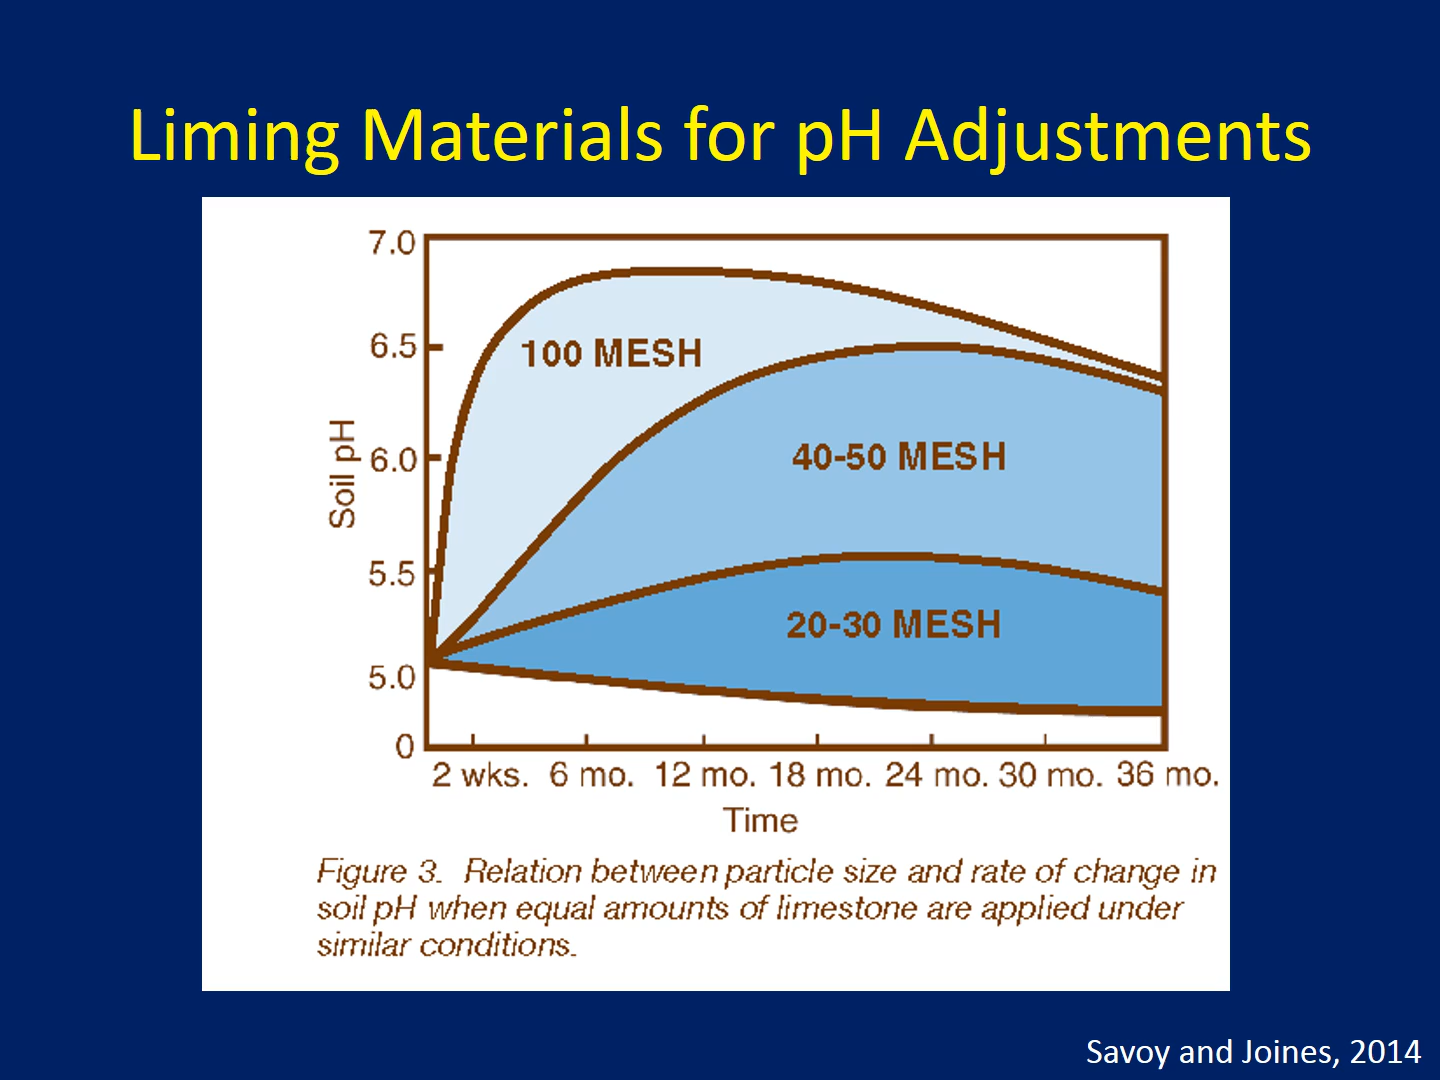 Liming Materials for pH Adjustments
7.0
6.5
6.0
5.5
5.0
0
Soil pH
100 MESH
40-50 MESH
20-30 MESH
2 wks. 6 mo. 12 mo. 18 mo. 24 mo. 30 mo. 36 mo.
Time
Figure 3. Relation between particle size and rate of change in
soil pH when equal amounts of limestone are applied under
similar conditions.
Savoy and Joines, 2014